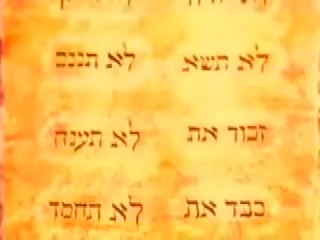 לא תשא
זכור את
כבד את
לא תגנב
לא תענה
לא תחמד